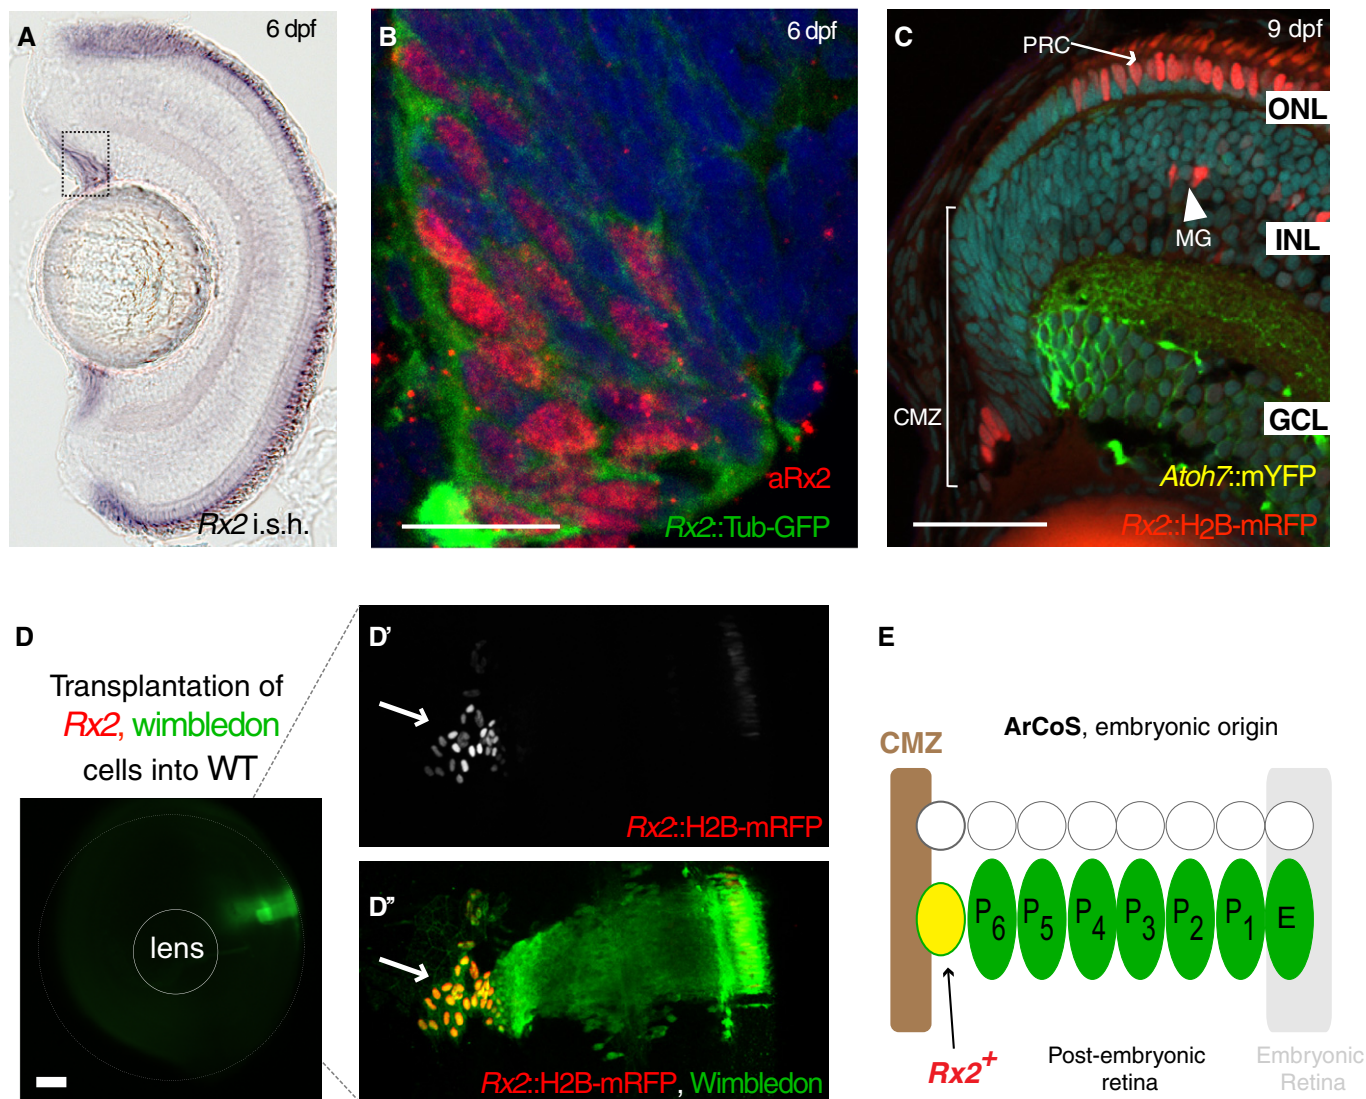 A
6 dpf
Rx2 i.s.h.
B
6 dpf
aRx2
Rx2::Tub-GFP
C
9 dpf
PRC
ONL
MG
INL
CMZ
GCL
Atoh7::mYFP
Rx2::H2B-mRFP
D
Transplantation of
Rx2, wimbledon
cells into WT
lens
D’
Rx2::H2B-mRFP
D”
Rx2::H2B-mRFP, Wimbledon
E
ArCoS, embryonic origin
CMZ
P6 P5 P4 P3 P2 P1 E
Rx2+
Post-embryonic
retina
Embryonic
Retina